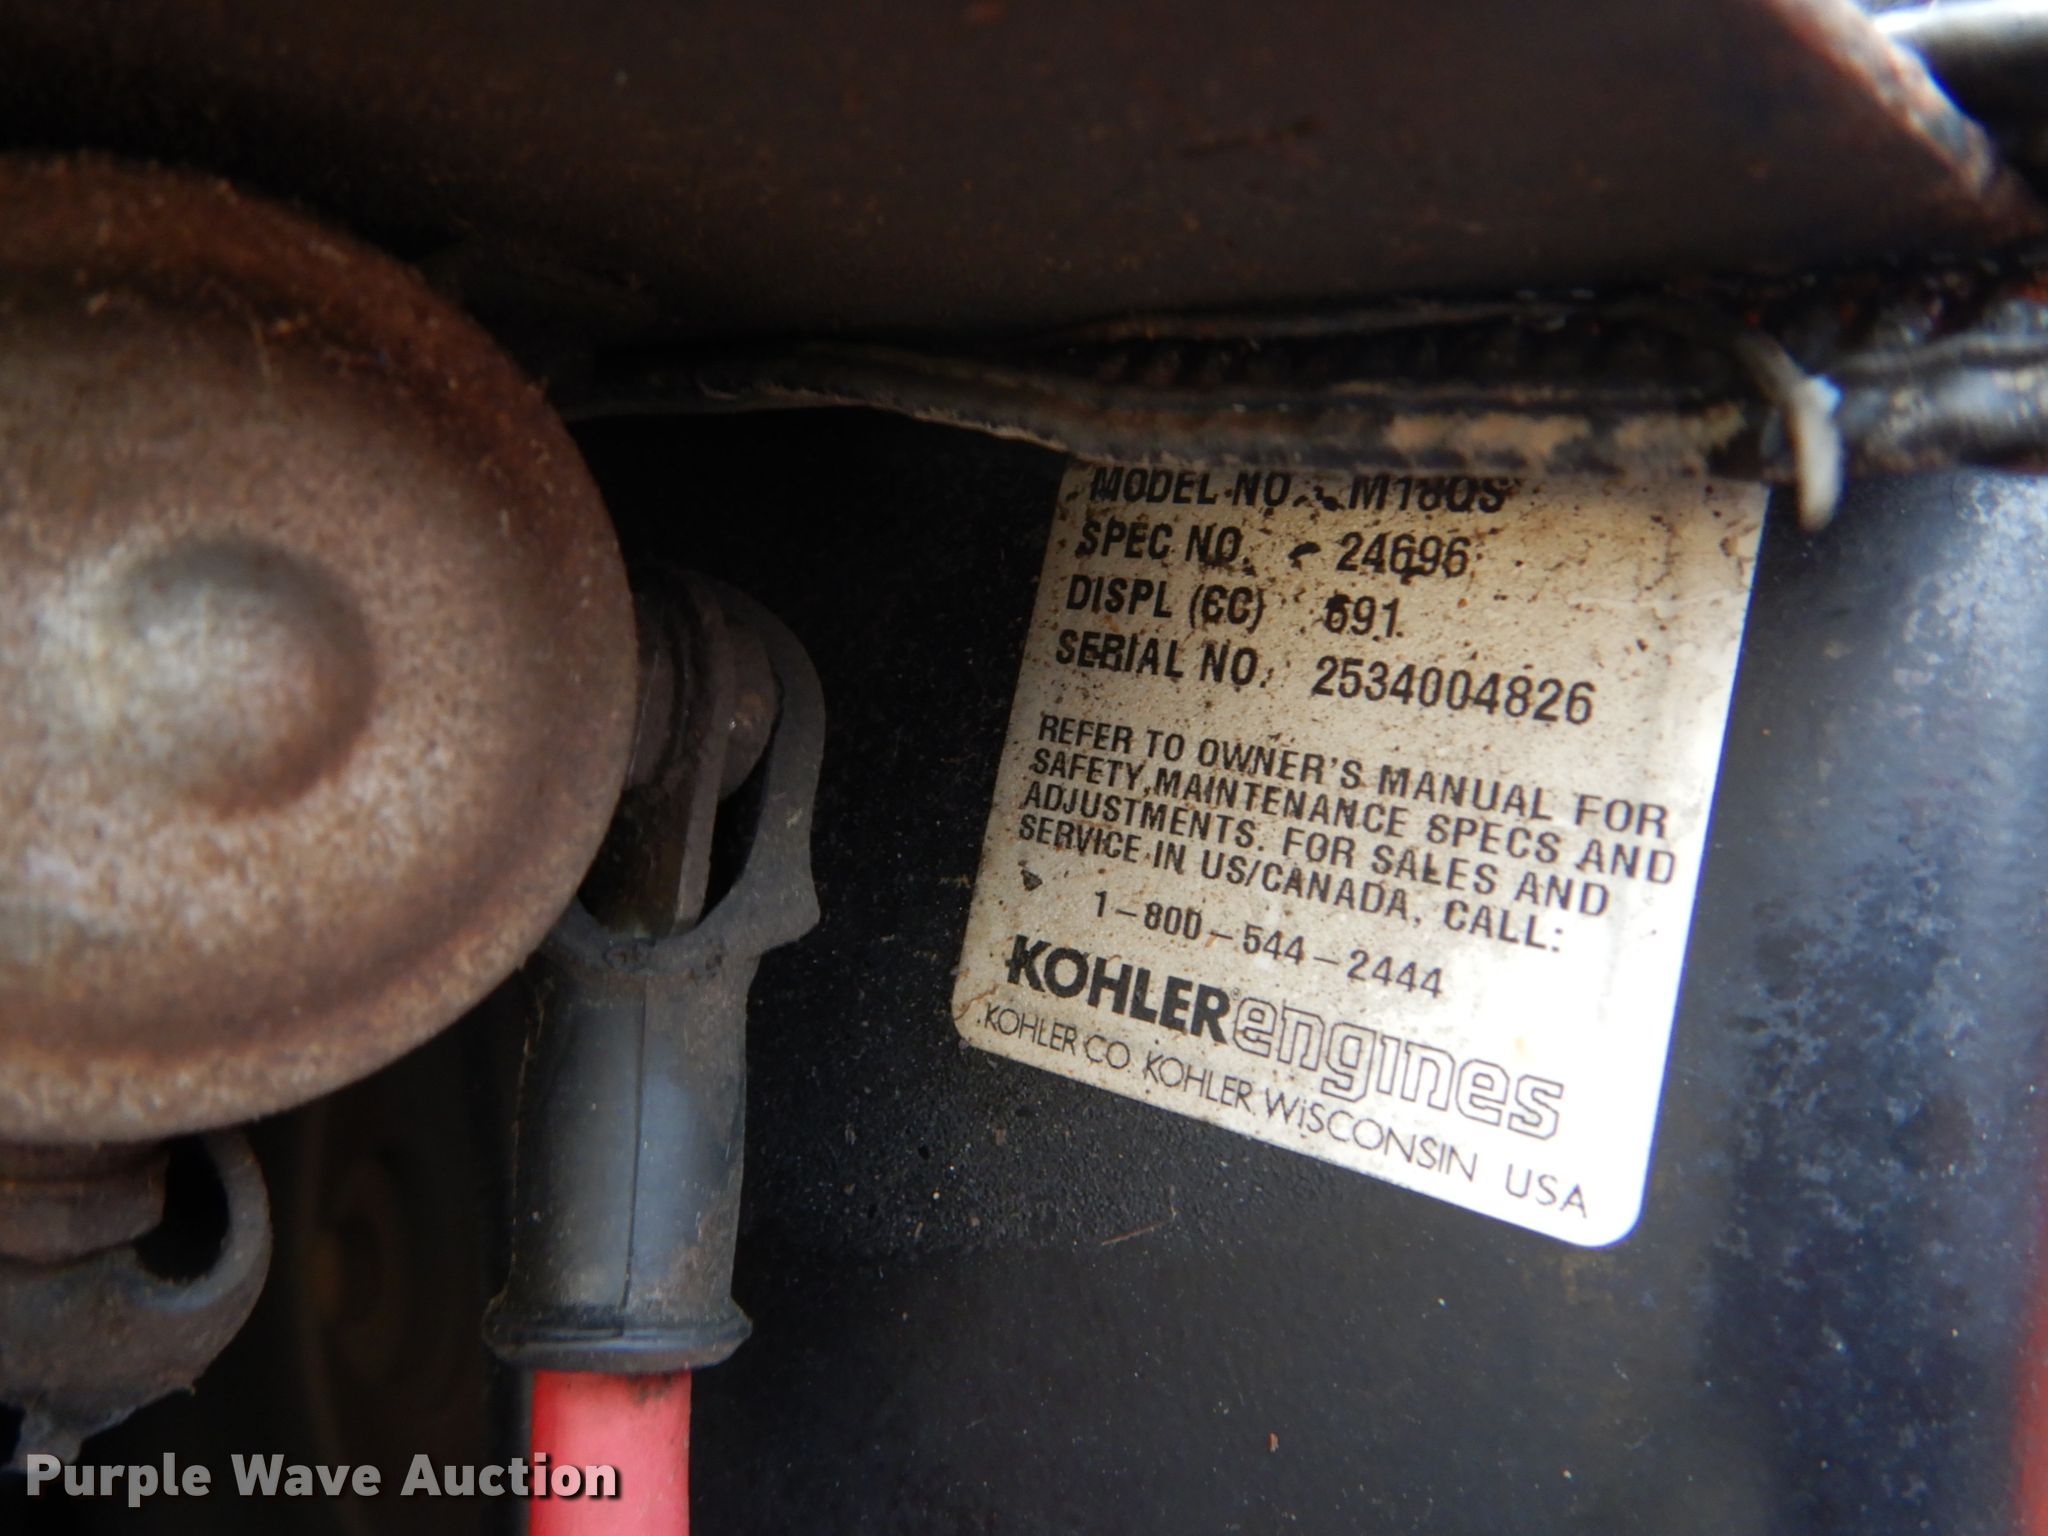 MODEL NO. M18QS
SPEC NO. 24696
DISPL (CC) 691
SERIAL NO. 2534004826
REFER TO OWNER'S MANUAL FOR
SAFETY, MAINTENANCE SPECS AND
ADJUSTMENTS. FOR SALES AND
SERVICE IN US/CANADA, CALL:
1-800-544-2444
KOHLER engines
KOHLER CO. KOHLER WISCONSIN USA
Purple Wave Auction